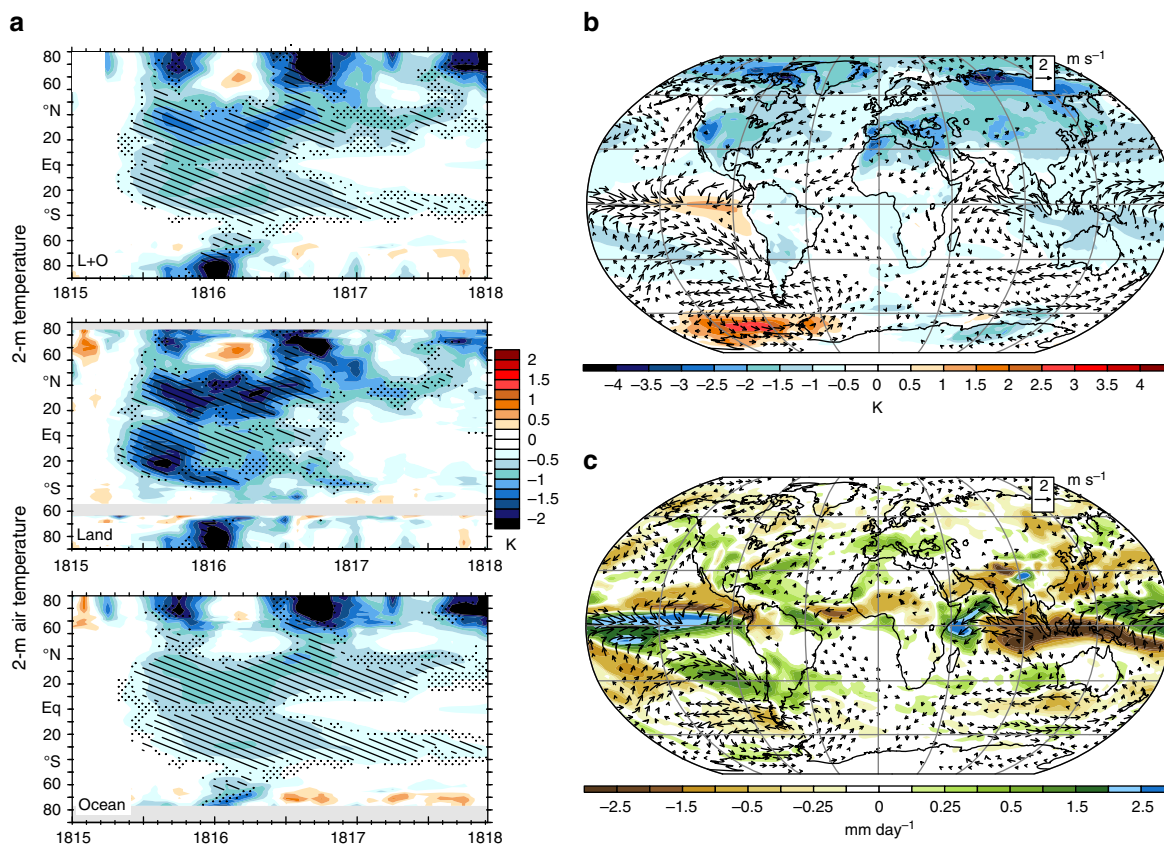 a
2-m temperature
80
60
°N
20
Eq
20
°S
60
80
L+O
1815
1816
1817
1818
80
60
°N
20
Eq
20
°S
60
80
Land
1815
1816
1817
1818
2
1.5
1
0.5
0
−0.5
−1
−1.5
−2
K
2-m air temperature
80
60
°N
20
Eq
20
°S
60
80
Ocean
1815
1816
1817
1818
b
2
m s−1
−4 −3.5 −3 −2.5 −2 −1.5 −1 −0.5 0 0.5 1 1.5 2 2.5 3 3.5 4
K
c
2
m s−1
−2.5 −1.5 −0.5 −0.25 0 0.25 0.5 1.5 2.5
mm day−1